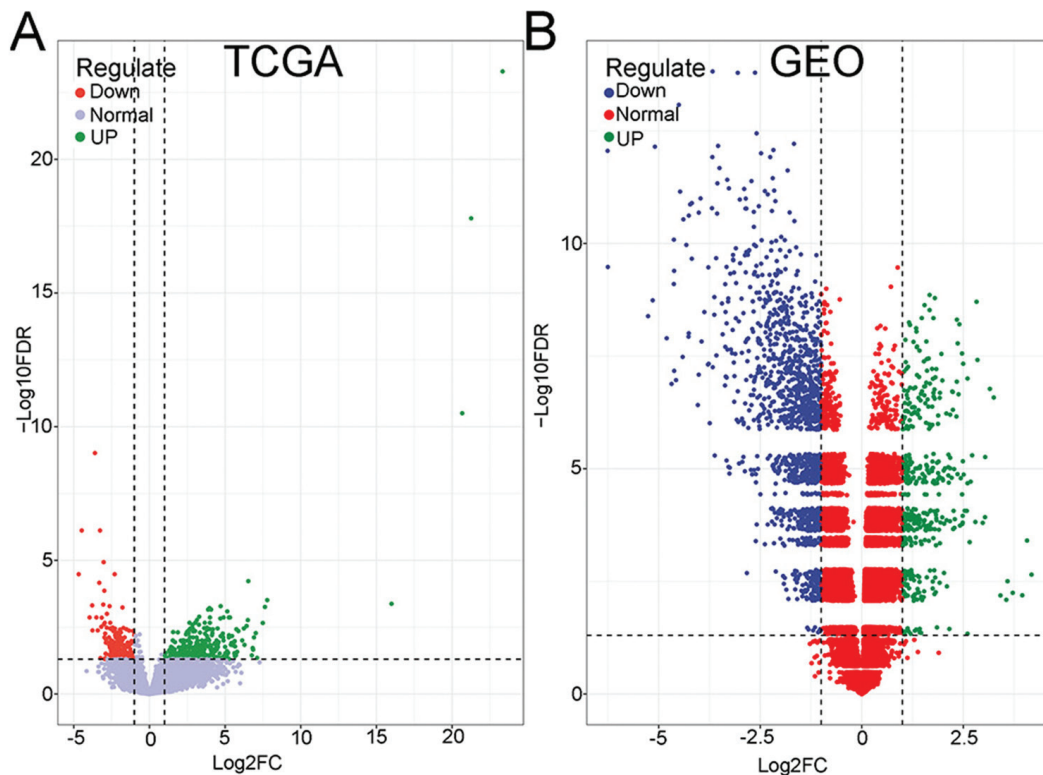 A
TCGA
Regulate
Down
Normal
UP
20
15
10
5
0
-Log10FDR
-5
0
5
10
15
20
Log2FC
B
GEO
Regulate
Down
Normal
UP
10
5
0
-Log10FDR
-5
-2.5
0
2.5
Log2FC